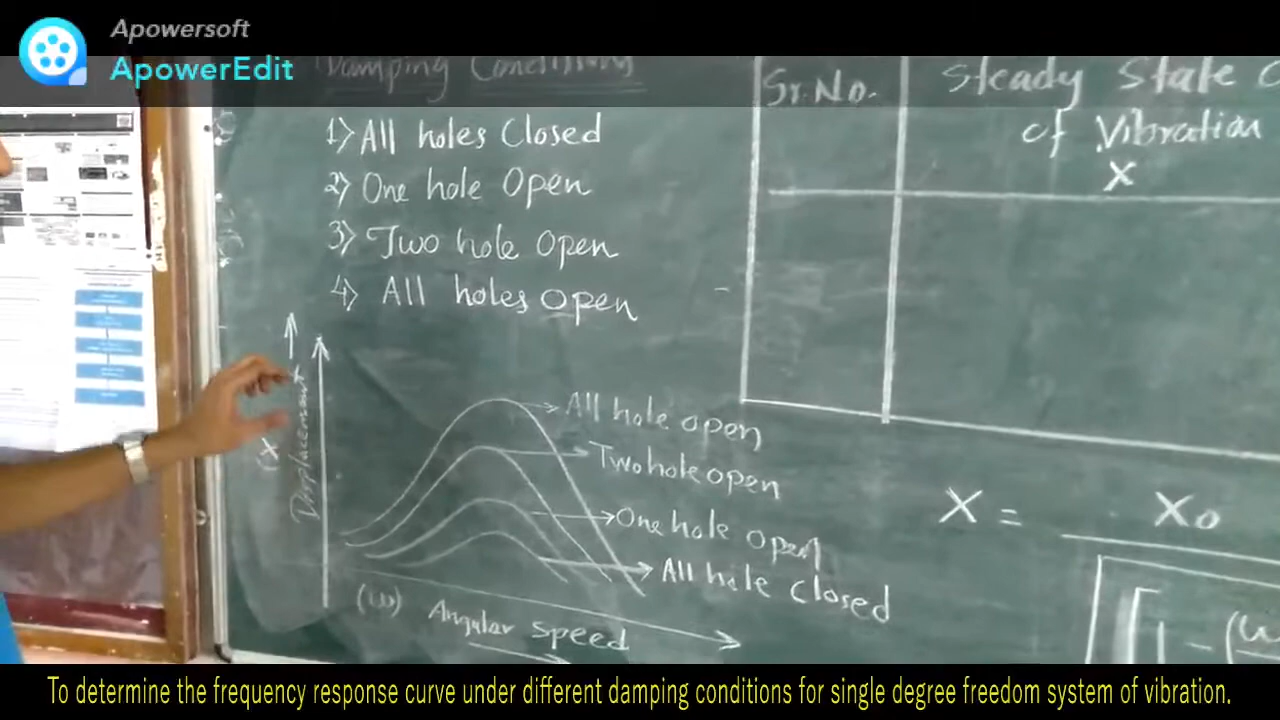 Apowersoft
ApowerEdit
Damping Conditions
1) All holes Closed
2) One hole Open
3) Two hole Open
4) All holes Open
Sr.No.
Steady State
of Vibration
X
(X) Displacement
All hole open
Two hole open
One hole open
All hole Closed
(ω) Angular Speed
X = X₀
1 - (ω
To determine the frequency response curve under different damping conditions for single degree freedom system of vibration.